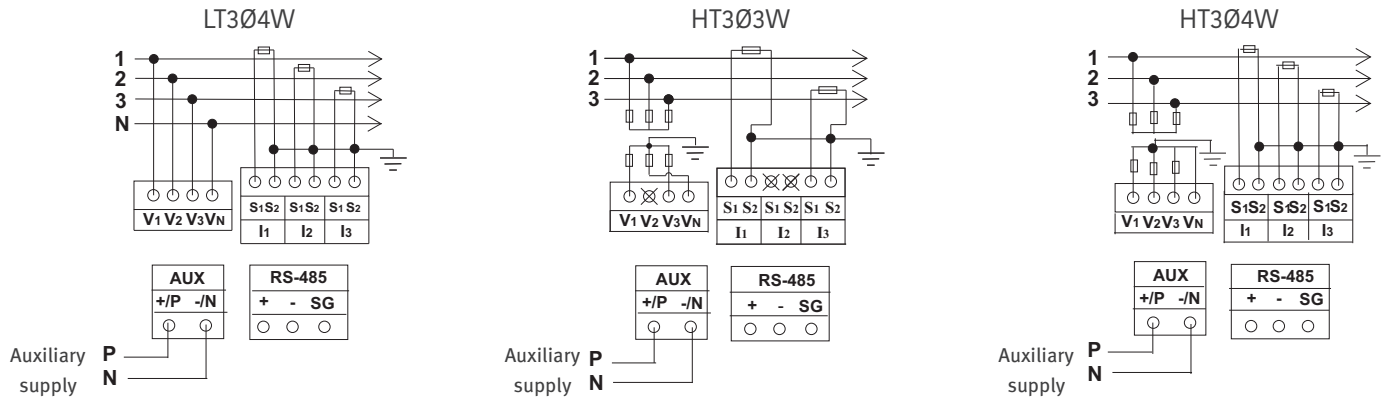 LT3Ø4W
1
2
3
N
V1 V2 V3 VN
S1 S2 S1 S2 S1 S2
I1 I2 I3
AUX
+/P -/N
RS-485
+ - SG
Auxiliary P
supply N
HT3Ø3W
1
2
3
V1 V2 V3 VN
S1 S2 S1 S2 S1 S2
I1 I2 I3
AUX
+/P -/N
RS-485
+ - SG
Auxiliary P
supply N
HT3Ø4W
1
2
3
V1 V2 V3 VN
S1 S2 S1 S2 S1 S2
I1 I2 I3
AUX
+/P -/N
RS-485
+ - SG
Auxiliary P
supply N